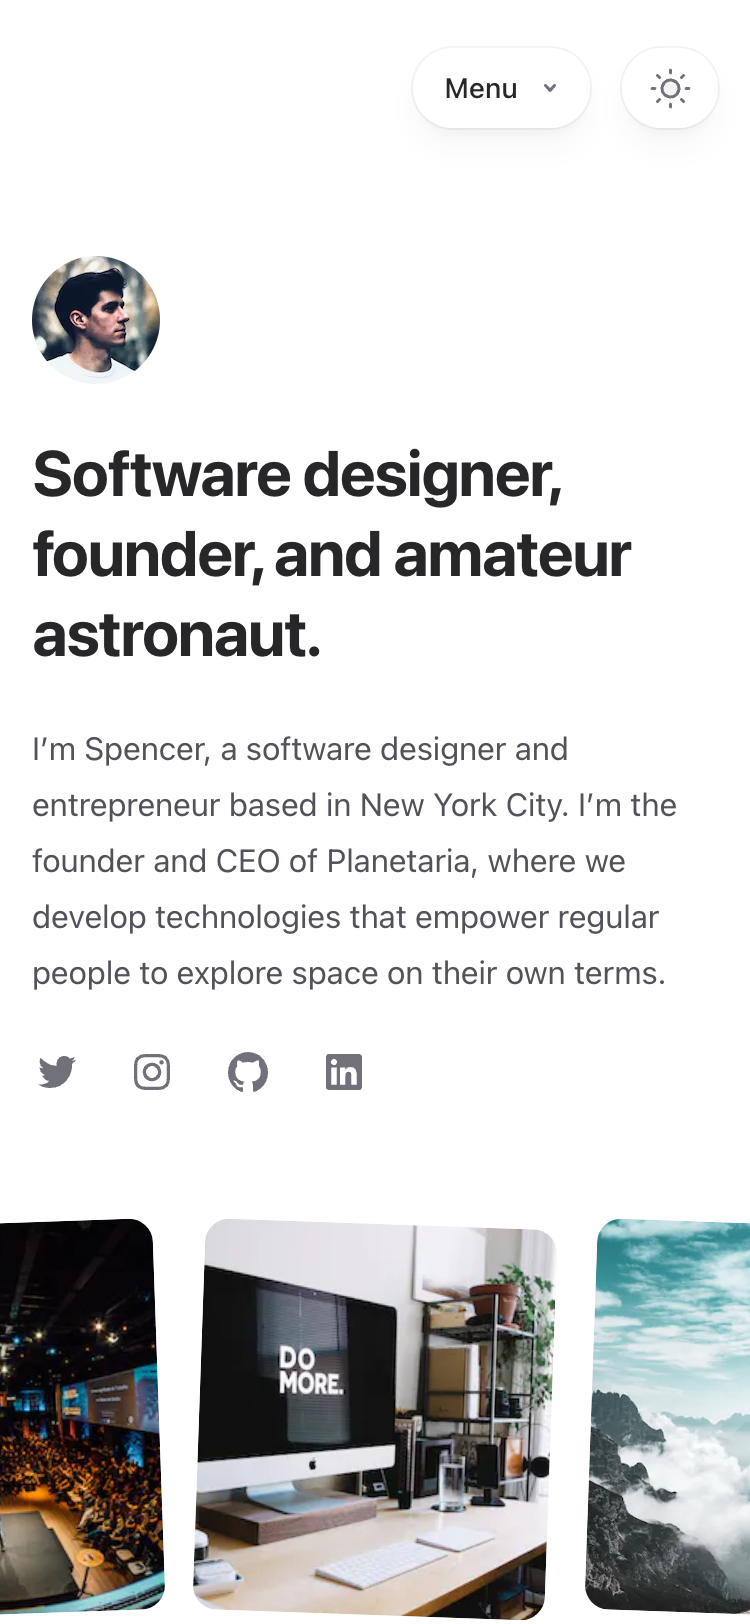 Menu
Software designer,
founder, and amateur
astronaut.
I’m Spencer, a software designer and
entrepreneur based in New York City. I’m the
founder and CEO of Planetaria, where we
develop technologies that empower regular
people to explore space on their own terms.
DO
MORE.